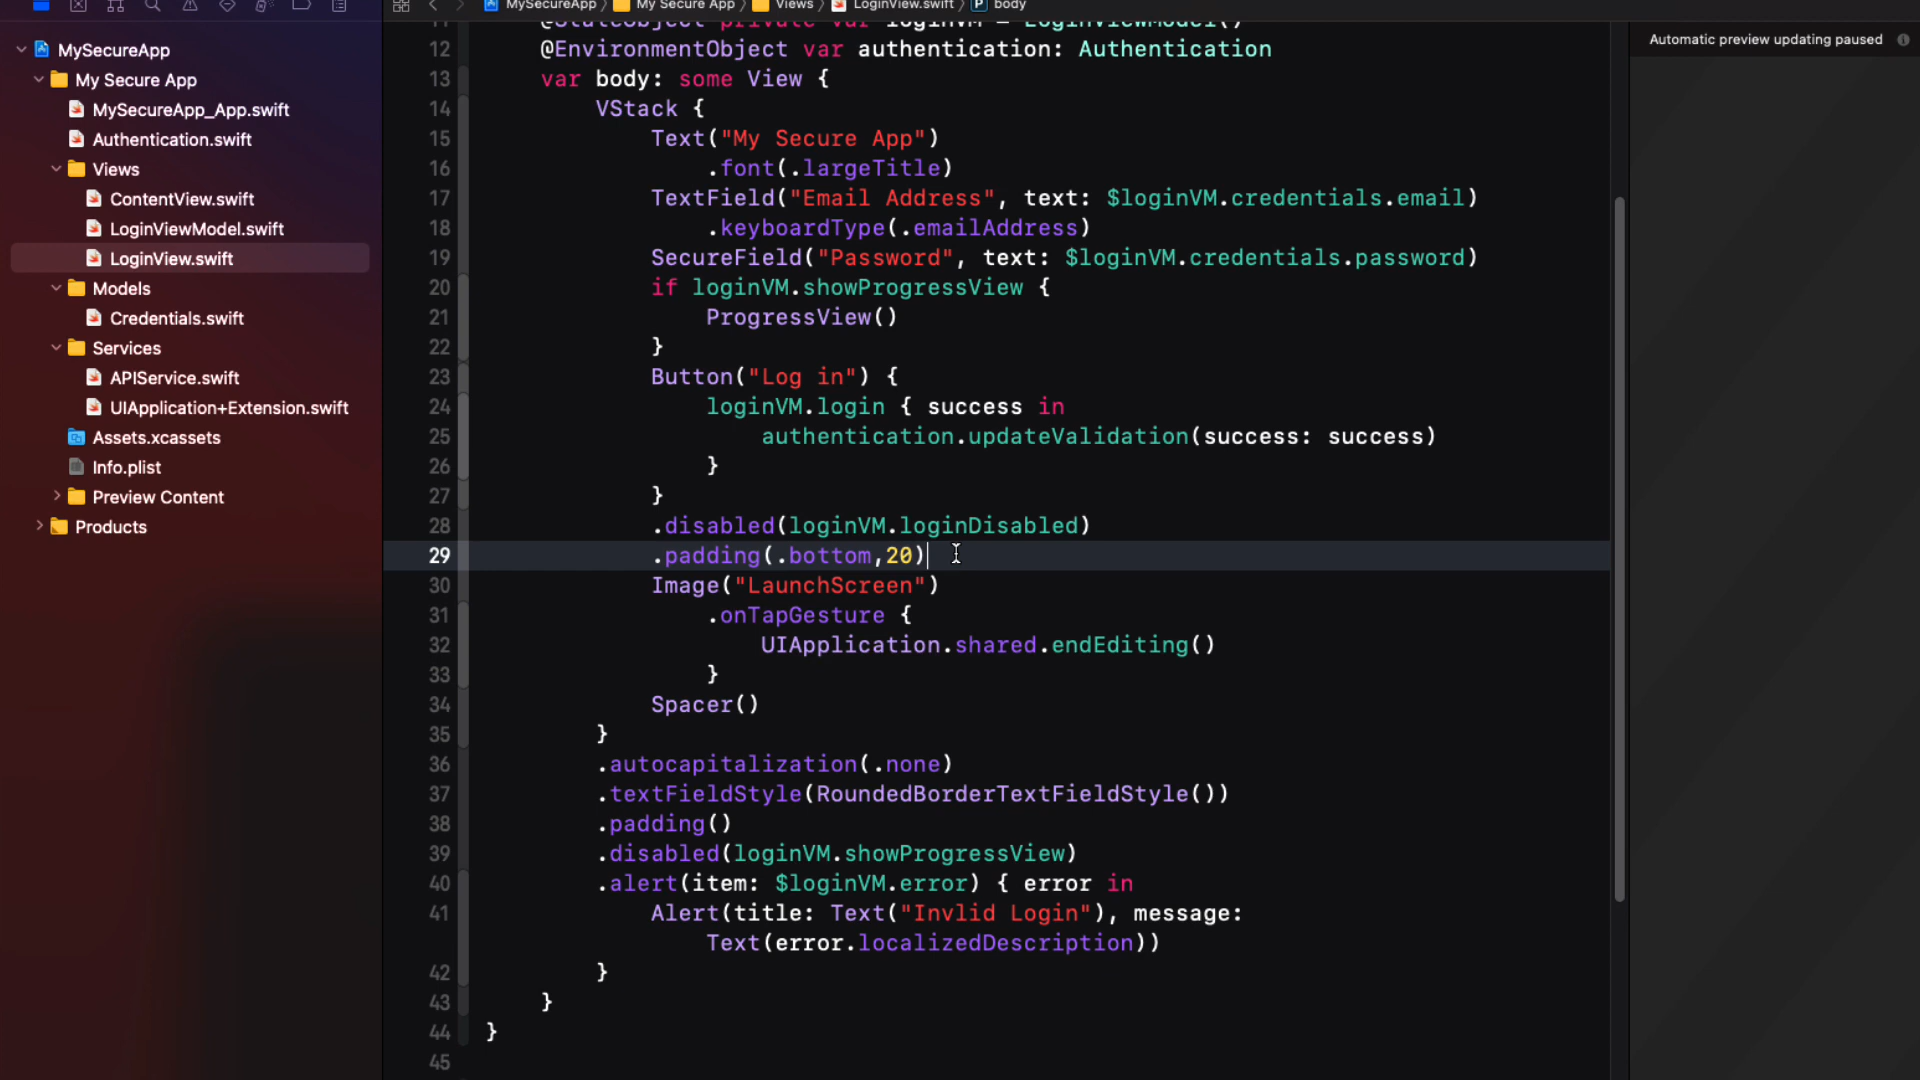 MySecureApp
My Secure App
MySecureApp_App.swift
Authentication.swift
Views
ContentView.swift
LoginViewModel.swift
LoginView.swift
Models
Credentials.swift
Services
APIService.swift
UIApplication+Extension.swift
Assets.xcassets
Info.plist
Preview Content
Products
MySecureApp 〉 My Secure App 〉 Views 〉 LoginView.swift 〉 P body
11 @StateObject private var loginVM = LoginViewModel()
12 @EnvironmentObject var authentication: Authentication
13 var body: some View {
14 VStack {
15 Text("My Secure App")
16 .font(.largeTitle)
17 TextField("Email Address", text: $loginVM.credentials.email)
18 .keyboardType(.emailAddress)
19 SecureField("Password", text: $loginVM.credentials.password)
20 if loginVM.showProgressView {
21 ProgressView()
22 }
23 Button("Log in") {
24 loginVM.login { success in
25 authentication.updateValidation(success: success)
26 }
27 }
28 .disabled(loginVM.loginDisabled)
29 .padding(.bottom,20)
30 Image("LaunchScreen")
31 .onTapGesture {
32 UIApplication.shared.endEditing()
33 }
34 Spacer()
35 }
36 .autocapitalization(.none)
37 .textFieldStyle(RoundedBorderTextFieldStyle())
38 .padding()
39 .disabled(loginVM.showProgressView)
40 .alert(item: $loginVM.error) { error in
41 Alert(title: Text("Invlid Login"), message:
Text(error.localizedDescription))
42 }
43 }
44 }
45
Automatic preview updating paused